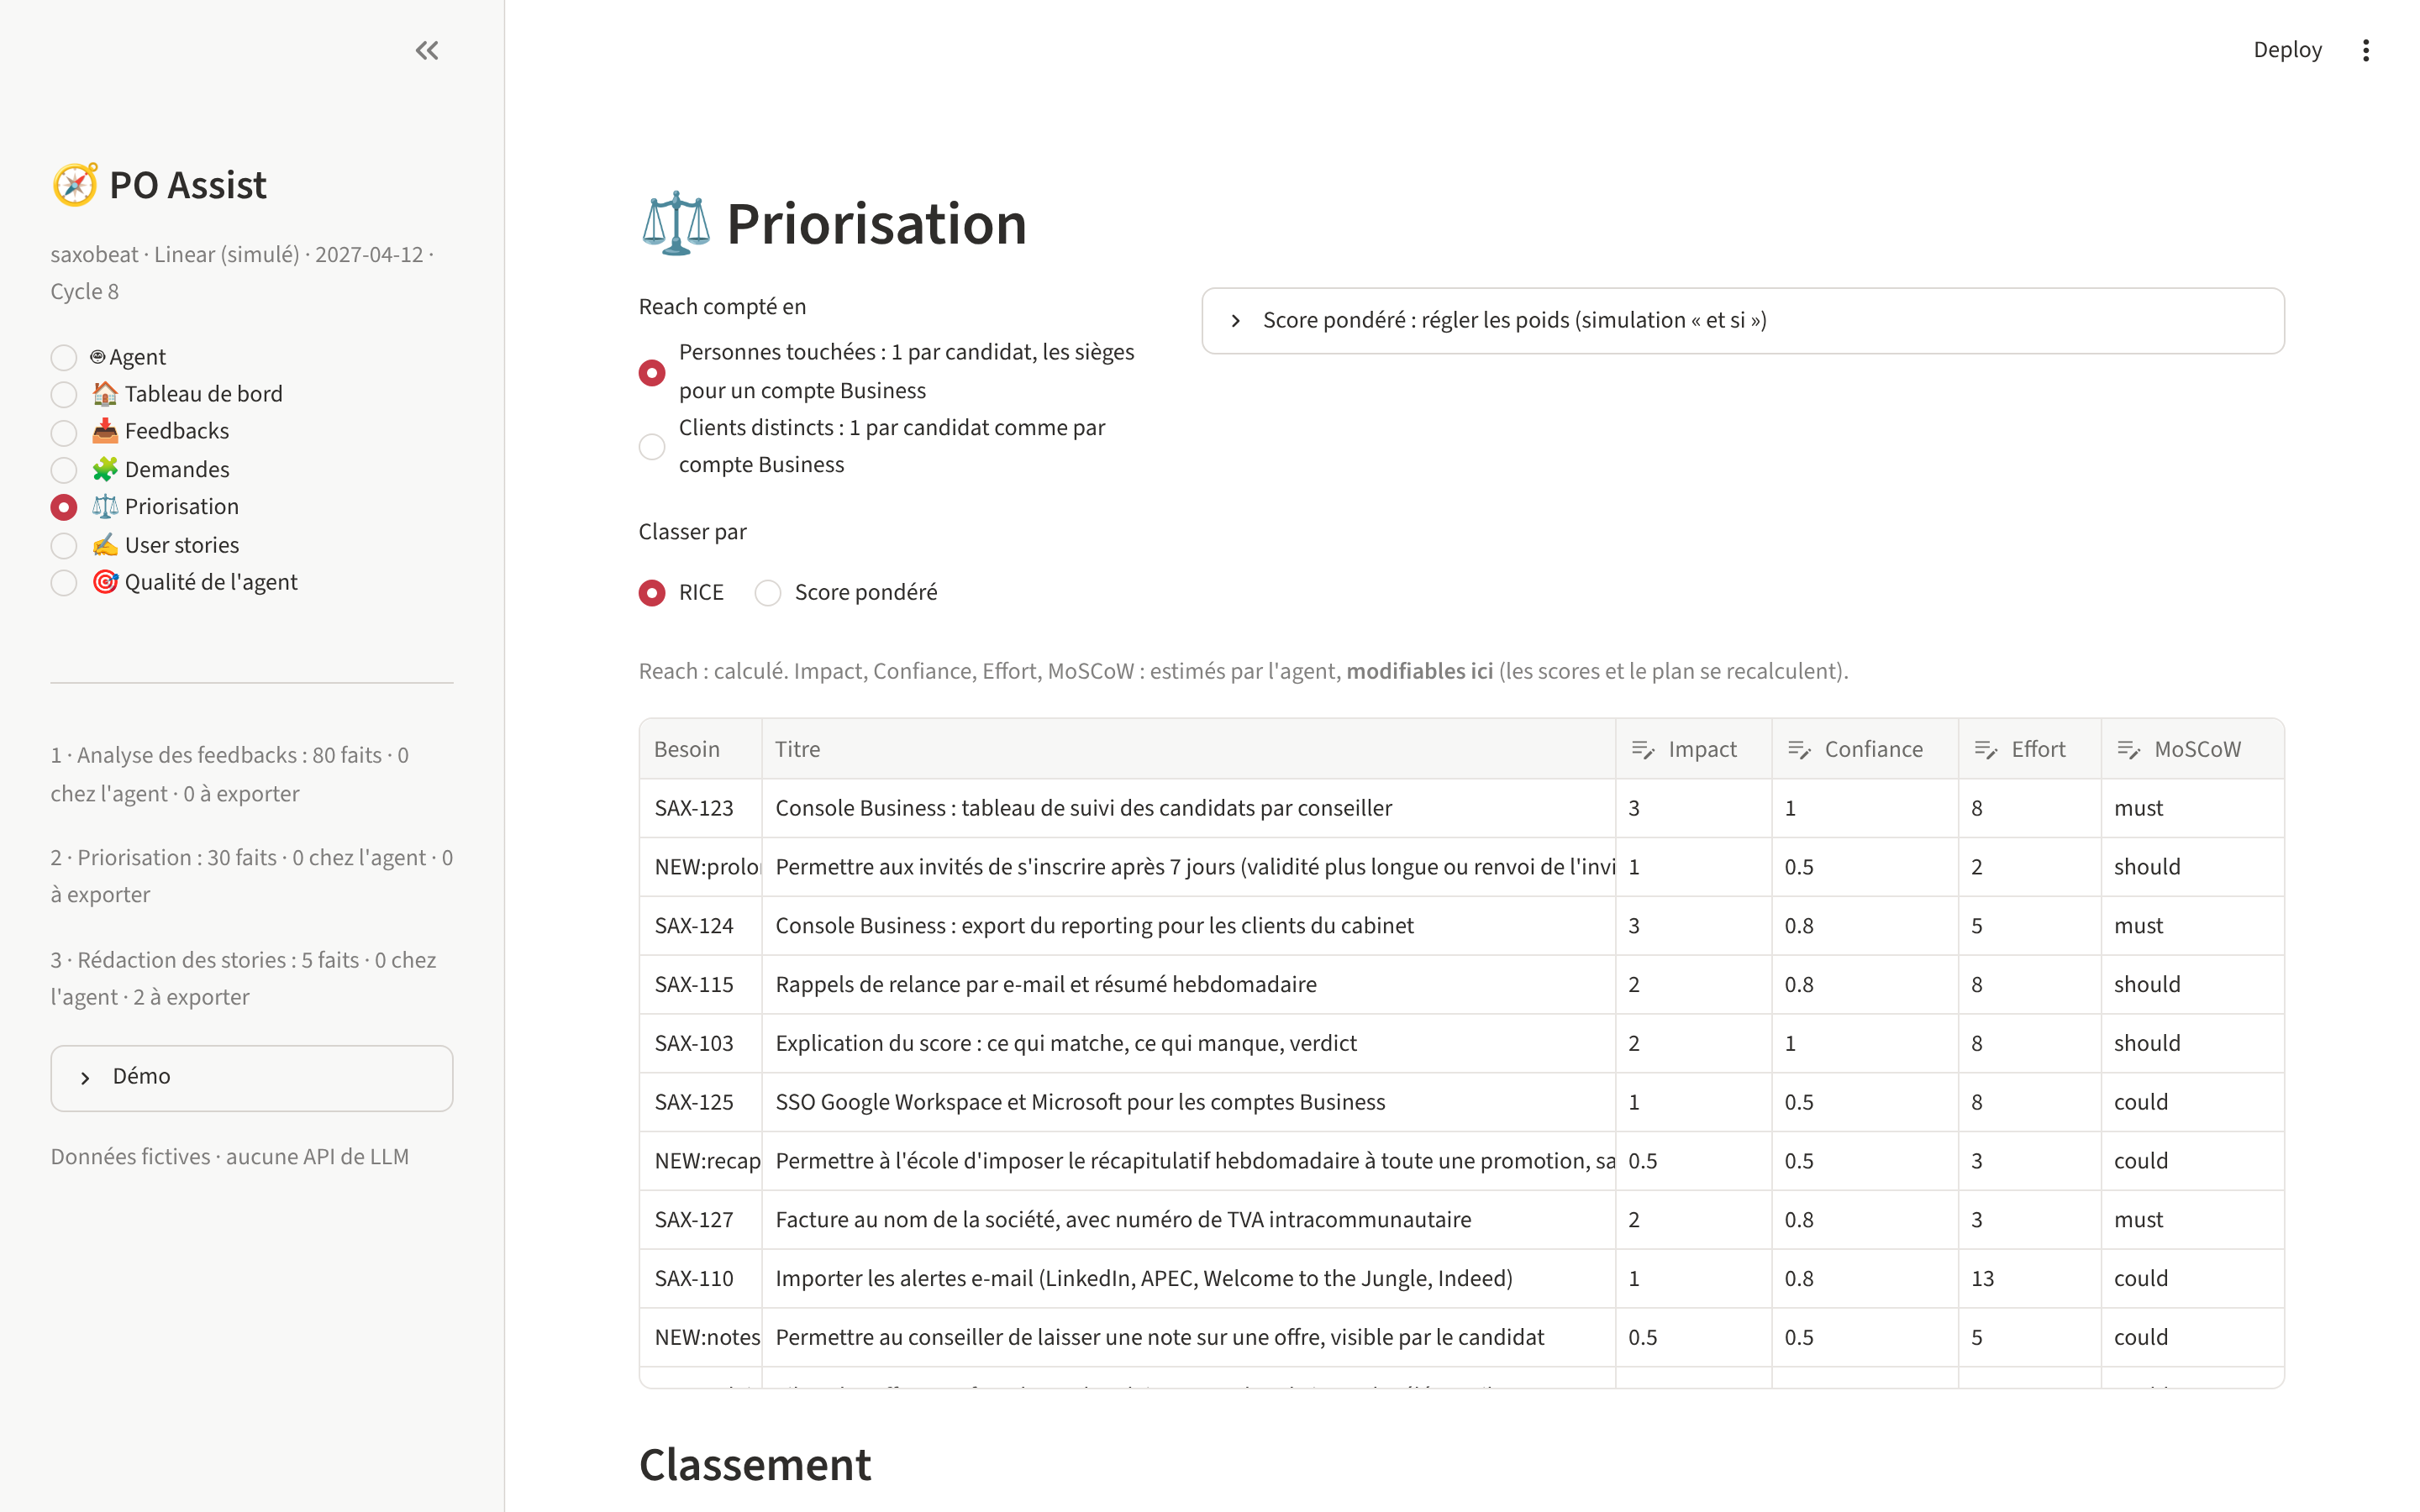 Deploy
PO Assist
saxobeat · Linear (simulé) · 2027-04-12 ·
Cycle 8
Agent
Tableau de bord
Feedbacks
Demandes
Priorisation
User stories
Qualité de l'agent
1 · Analyse des feedbacks : 80 faits · 0
chez l'agent · 0 à exporter
2 · Priorisation : 30 faits · 0 chez l'agent · 0
à exporter
3 · Rédaction des stories : 5 faits · 0 chez
l'agent · 2 à exporter
Démo
Données fictives · aucune API de LLM
Priorisation
Reach compté en
Personnes touchées : 1 par candidat, les sièges
pour un compte Business
Clients distincts : 1 par candidat comme par
compte Business
Score pondéré : régler les poids (simulation « et si »)
Classer par
RICE Score pondéré
Reach : calculé. Impact, Confiance, Effort, MoSCoW : estimés par l'agent, modifiables ici (les scores et le plan se recalculent).
Besoin Titre Impact Confiance Effort MoSCoW
SAX-123 Console Business : tableau de suivi des candidats par conseiller 3 1 8 must
NEW:prolo Permettre aux invités de s'inscrire après 7 jours (validité plus longue ou renvoi de l'invi 1 0.5 2 should
SAX-124 Console Business : export du reporting pour les clients du cabinet 3 0.8 5 must
SAX-115 Rappels de relance par e-mail et résumé hebdomadaire 2 0.8 8 should
SAX-103 Explication du score : ce qui matche, ce qui manque, verdict 2 1 8 should
SAX-125 SSO Google Workspace et Microsoft pour les comptes Business 1 0.5 8 could
NEW:recap Permettre à l'école d'imposer le récapitulatif hebdomadaire à toute une promotion, sa 0.5 0.5 3 could
SAX-127 Facture au nom de la société, avec numéro de TVA intracommunautaire 2 0.8 3 must
SAX-110 Importer les alertes e-mail (LinkedIn, APEC, Welcome to the Jungle, Indeed) 1 0.8 13 could
NEW:notes Permettre au conseiller de laisser une note sur une offre, visible par le candidat 0.5 0.5 5 could
Classement